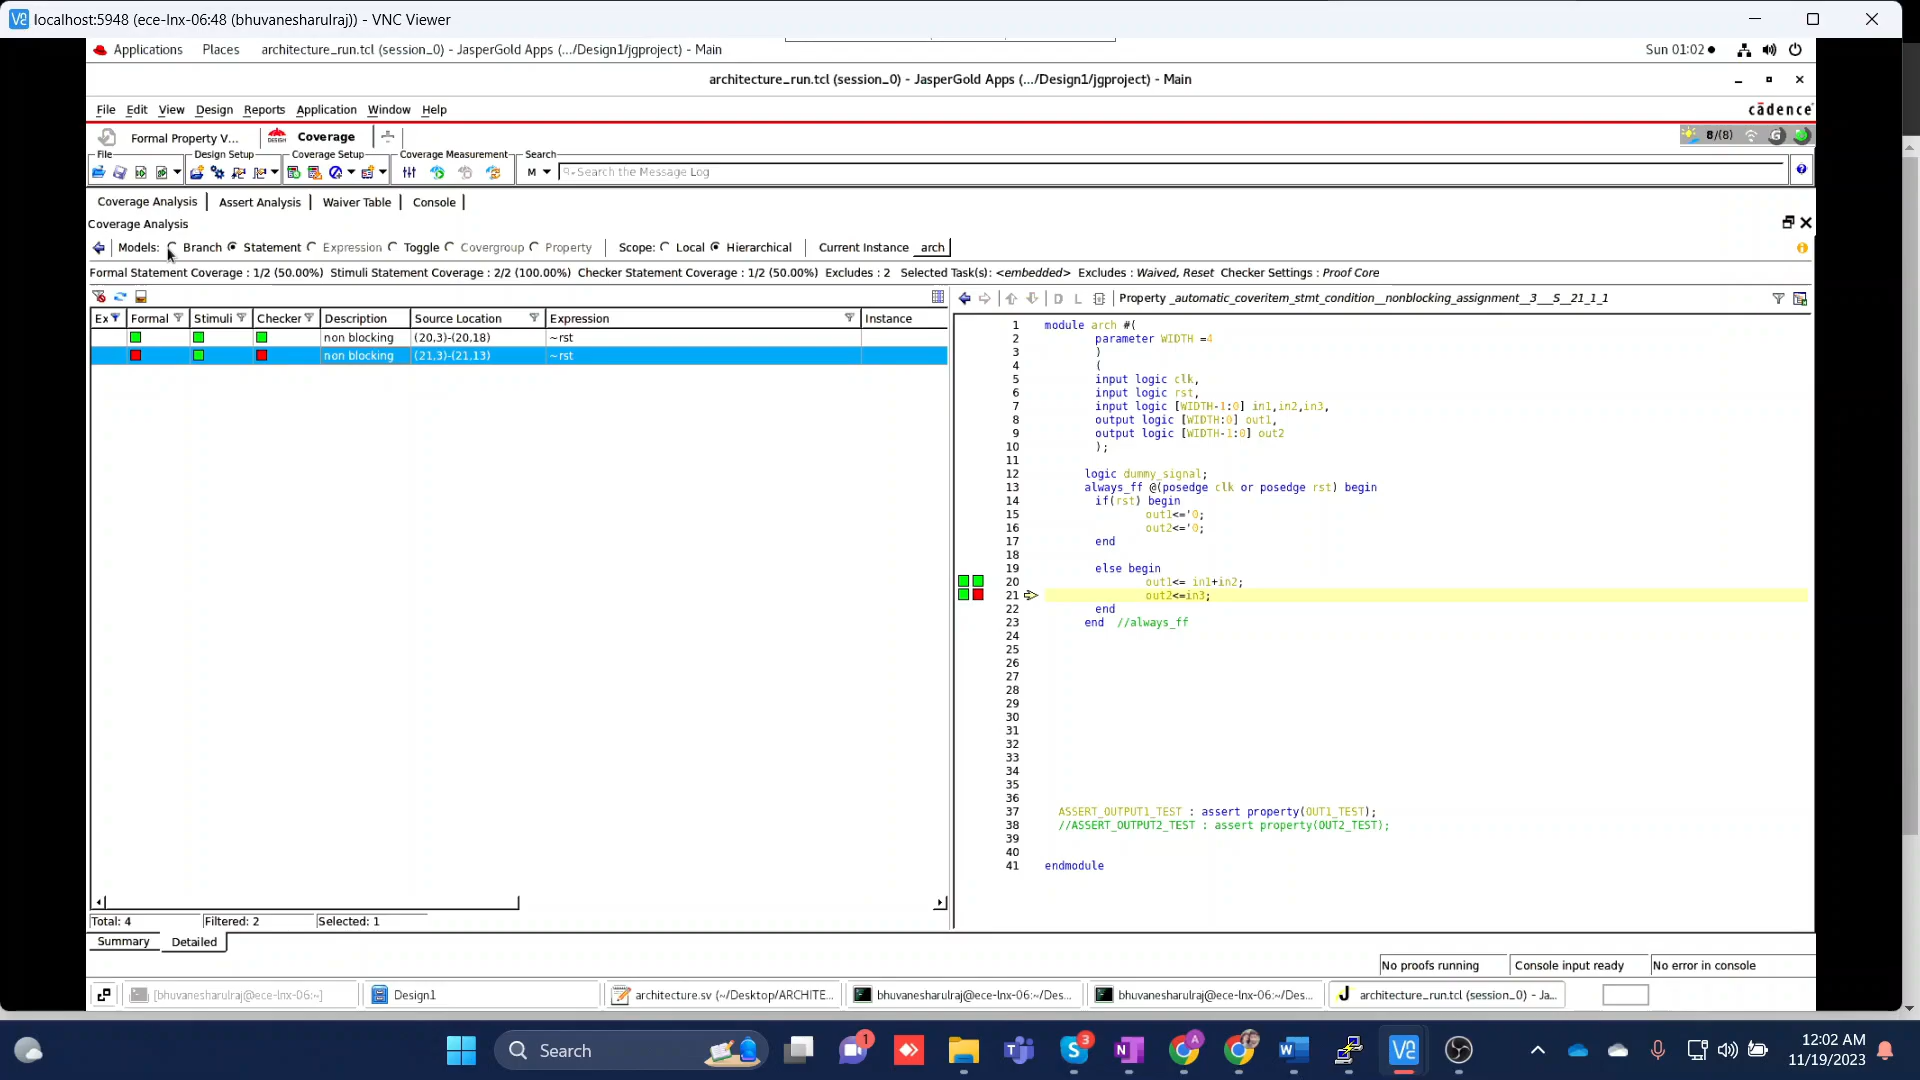 localhost:5948 (ece-lnx-06:48 (bhuvanesharulraj)) - VNC Viewer
Applications Places architecture_run.tcl (session_0) - JasperGold Apps (.../Design1/jgproject) - Main Sun 01:02
architecture_run.tcl (session_0) - JasperGold Apps (.../Design1/jgproject) - Main
File Edit View Design Reports Application Window Help cādence
Formal Property V... Coverage 8/(8)
File Design Setup Coverage Setup Coverage Measurement Search
M Search the Message Log
Coverage Analysis Assert Analysis Waiver Table Console
Coverage Analysis
Models: Branch Statement Expression Toggle Covergroup Property Scope: Local Hierarchical Current Instance arch
Formal Statement Coverage : 1/2 (50.00%) Stimuli Statement Coverage : 2/2 (100.00%) Checker Statement Coverage : 1/2 (50.00%) Excludes : 2 Selected Task(s): <embedded> Excludes : Waived, Reset Checker Settings : Proof Core
D L Property _automatic_coveritem_stmt_condition__nonblocking_assignment__3___S__21_1_1
Ex Formal Stimuli Checker Description Source Location Expression Instance
non blocking (20,3)-(20,18) ~rst
non blocking (21,3)-(21,13) ~rst
1 module arch #(
2 parameter WIDTH =4
3 )
4 (
5 input logic clk,
6 input logic rst,
7 input logic [WIDTH-1:0] in1,in2,in3,
8 output logic [WIDTH:0] out1,
9 output logic [WIDTH-1:0] out2
10 );
11
12 logic dummy_signal;
13 always_ff @(posedge clk or posedge rst) begin
14 if(rst) begin
15 out1<='0;
16 out2<='0;
17 end
18
19 else begin
20 out1<= in1+in2;
21 out2<=in3;
22 end
23 end //always_ff
24
25
26
27
28
29
30
31
32
33
34
35
36
37 ASSERT_OUTPUT1_TEST : assert property(OUT1_TEST);
38 //ASSERT_OUTPUT2_TEST : assert property(OUT2_TEST);
39
40
41 endmodule
Total: 4 Filtered: 2 Selected: 1
Summary Detailed
No proofs running Console input ready No error in console
[bhuvanesharulraj@ece-lnx-06:~] Design1 architecture.sv (~/Desktop/ARCHITE... bhuvanesharulraj@ece-lnx-06:~/Des... bhuvanesharulraj@ece-lnx-06:~/Des... architecture_run.tcl (session_0) - Ja...
Search 1 3 12:02 AM
11/19/2023